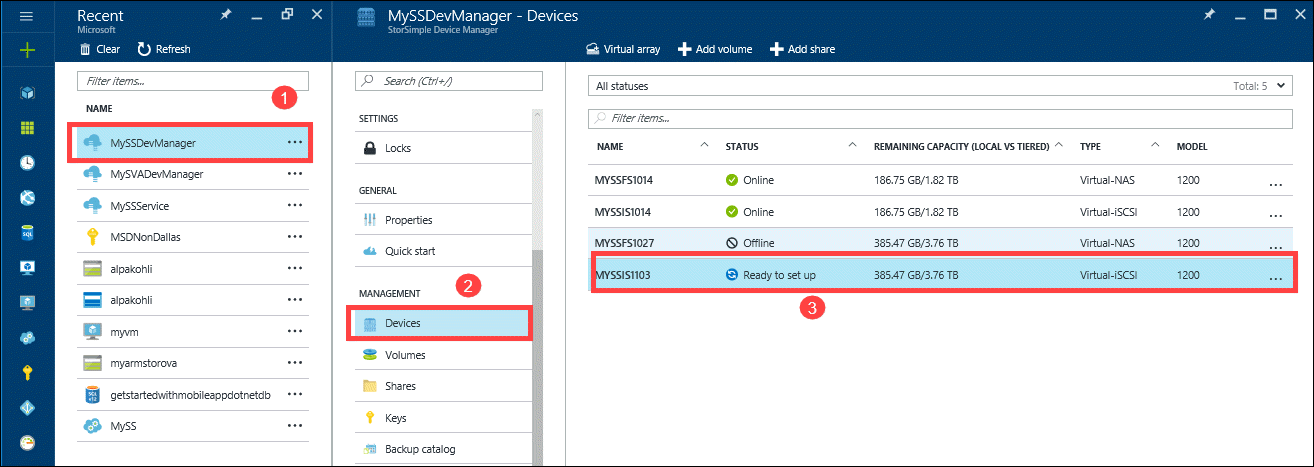 Recent
Microsoft
Clear
Refresh
Filter items...
1
NAME
MySSDevManager
MySVADevManager
MySSService
MSDNonDallas
alpakohli
alpakohli
myvm
myarmstorova
getstartedwithmobileappdotnetdb
MySS
MySSDevManager - Devices
StorSimple Device Manager
Search (Ctrl+/)
SETTINGS
Locks
GENERAL
Properties
Quick start
2
MANAGEMENT
Devices
Volumes
Shares
Keys
Backup catalog
Virtual array
Add volume
Add share
All statuses Total: 5
Filter items...
NAME STATUS REMAINING CAPACITY (LOCAL VS TIERED) TYPE MODEL
MYSSFS1014 Online 186.75 GB/1.82 TB Virtual-NAS 1200 ...
MYSSIS1014 Online 186.75 GB/1.82 TB Virtual-iSCSI 1200 ...
MYSSFS1027 Offline 385.47 GB/3.76 TB Virtual-NAS 1200 ...
MYSSIS1103 Ready to set up 385.47 GB/3.76 TB Virtual-iSCSI 1200 ...
3